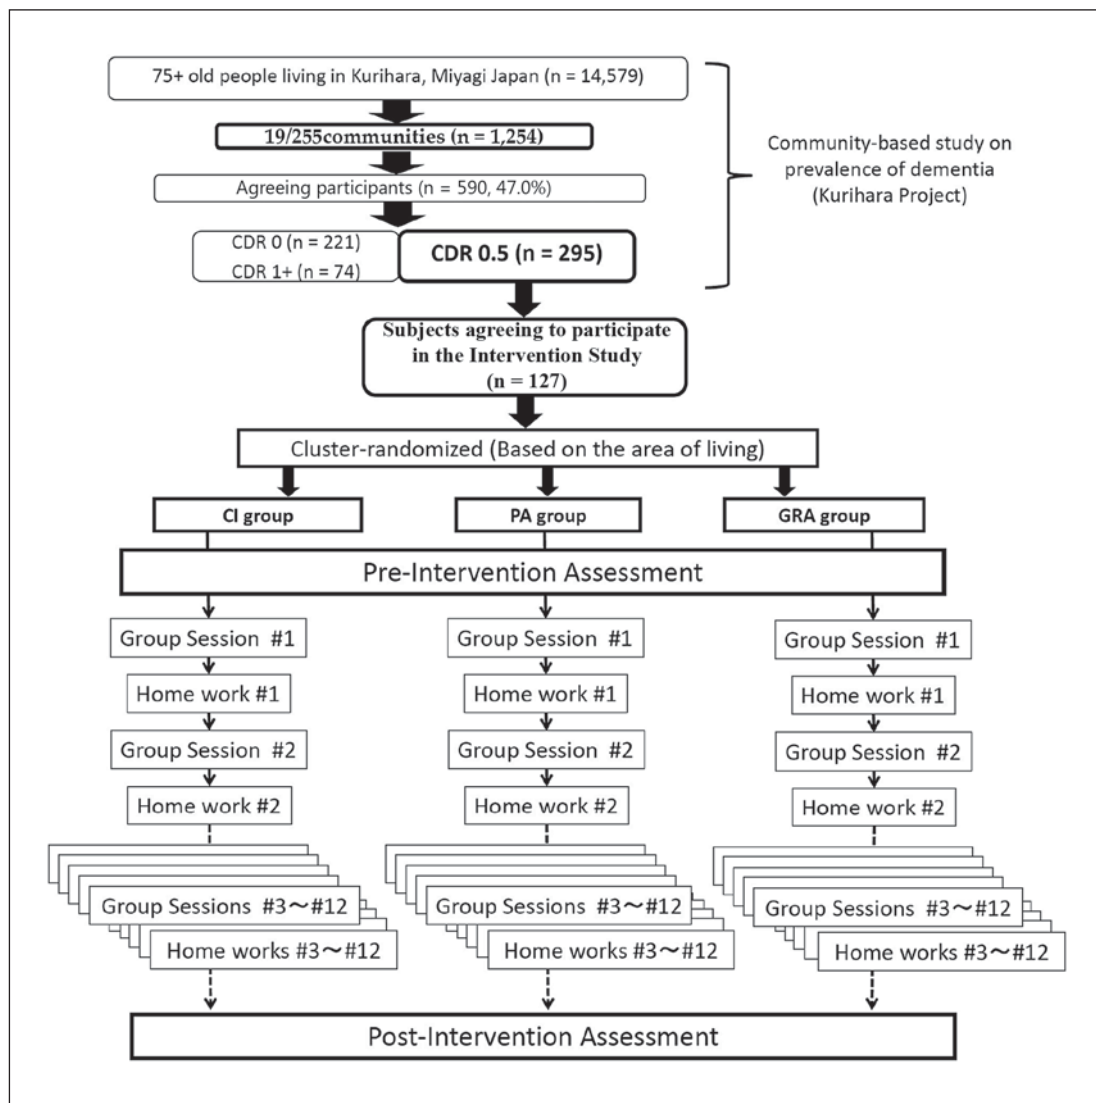 75+ old people living in Kurihara, Miyagi Japan (n = 14,579)
19/255communities (n = 1,254)
Agreeing participants (n = 590, 47.0%)
CDR 0 (n = 221)
CDR 1+ (n = 74)
CDR 0.5 (n = 295)
Community-based study on
prevalence of dementia
(Kurihara Project)
Subjects agreeing to participate
in the Intervention Study
(n = 127)
Cluster-randomized (Based on the area of living)
CI group
PA group
GRA group
Pre-Intervention Assessment
Group Session #1
Group Session #1
Group Session #1
Home work #1
Home work #1
Home work #1
Group Session #2
Group Session #2
Group Session #2
Home work #2
Home work #2
Home work #2
Group Sessions #3～#12
Group Sessions #3～#12
Group Sessions #3～#12
Home works #3～#12
Home works #3～#12
Home works #3～#12
Post-Intervention Assessment